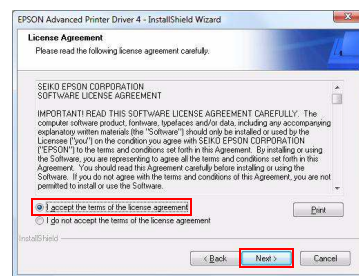 EPSON Advanced Printer Driver 4 - InstallShield Wizard
License Agreement
Please read the following license agreement carefully.
SEIKO EPSON CORPORATION
SOFTWARE LICENSE AGREEMENT
IMPORTANT! READ THIS SOFTWARE LICENSE AGREEMENT CAREFULLY. The
computer software product, fontware, typefaces and/or data, including any accompanying
explanatory written materials (the "Software") should only be installed or used by the
Licensee ("you") on the condition you agree with SEIKO EPSON CORPORATION
("EPSON") to the terms and conditions set forth in this Agreement. By installing or using
the Software, you are representing to agree all the terms and conditions set forth in this
Agreement. You should read this Agreement carefully before installing or using the
Software. If you do not agree with the terms and conditions of this Agreement, you are not
permitted to install or use the Software.
I accept the terms of the license agreement
Print
I do not accept the terms of the license agreement
InstallShield
< Back
Next >
Cancel